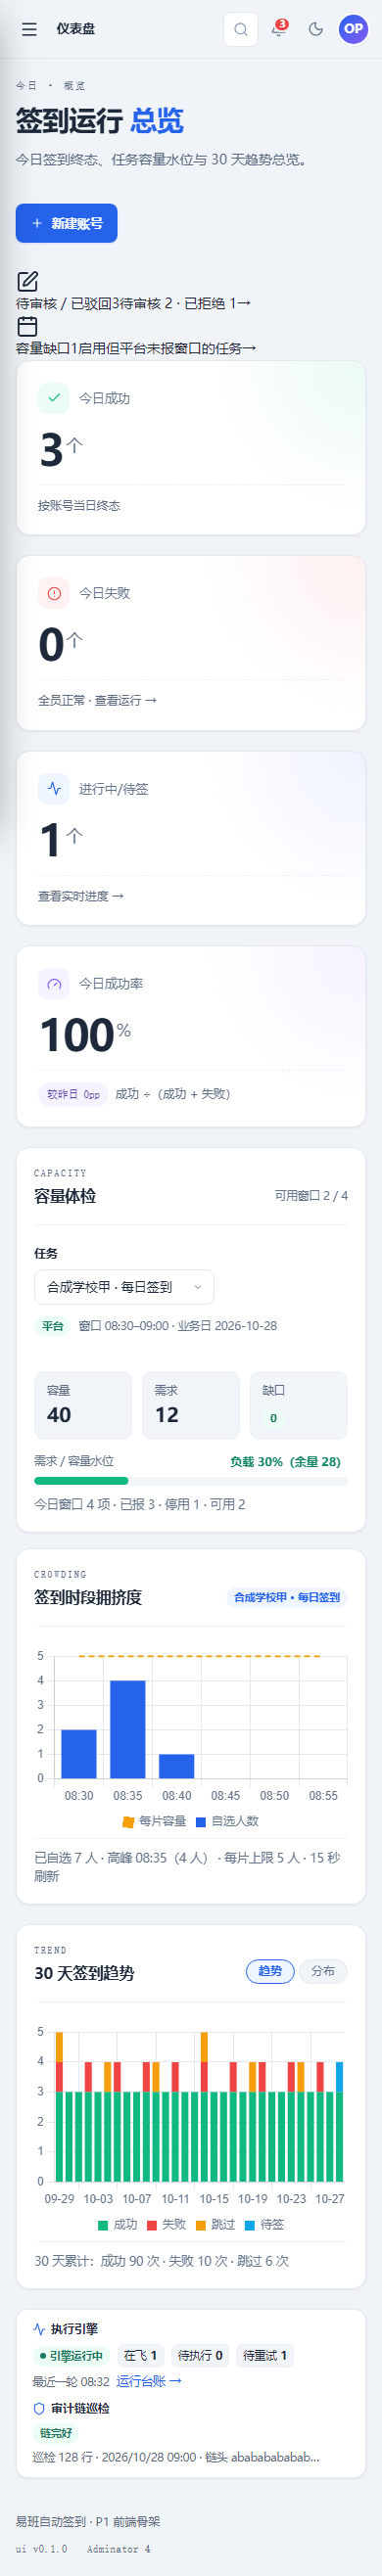 仪表盘
3
OP
今日 • 概览
签到运行 总览
今日签到终态、任务容量水位与 30 天趋势总览。
+ 新建账号
待审核 / 已驳回3待审核 2 · 已拒绝 1→
容量缺口1启用但平台未报窗口的任务→
今日成功
3个
按账号当日终态
今日失败
0个
全员正常 · 查看运行 →
进行中/待签
1个
查看实时进度 →
今日成功率
100%
较昨日 0pp 成功 ÷（成功 + 失败）
CAPACITY
容量体检 可用窗口 2 / 4
任务
合成学校甲 · 每日签到
平台 窗口 08:30–09:00 · 业务日 2026-10-28
容量 需求 缺口
40 12 0
需求 / 容量水位 负载 30%（余量 28）
今日窗口 4 项 · 已报 3 · 停用 1 · 可用 2
CROWDING
签到时段拥挤度 合成学校甲 • 每日签到
5
4
3
2
1
0
08:30 08:35 08:40 08:45 08:50 08:55
每片容量 自选人数
已自选 7 人 · 高峰 08:35（4 人） · 每片上限 5 人 · 15 秒
刷新
TREND
30 天签到趋势 趋势 分布
5
4
3
2
1
0
09-29 10-03 10-07 10-11 10-15 10-19 10-23 10-27
成功 失败 跳过 待签
30 天累计：成功 90 次 · 失败 10 次 · 跳过 6 次
执行引擎
引擎运行中 在飞 1 待执行 0 待重试 1
最近一轮 08:32 运行台账 →
审计链巡检
链完好
巡检 128 行 · 2026/10/28 09:00 · 链头 abababababab…
易班自动签到 · P1 前端骨架
ui v0.1.0 Adminator 4